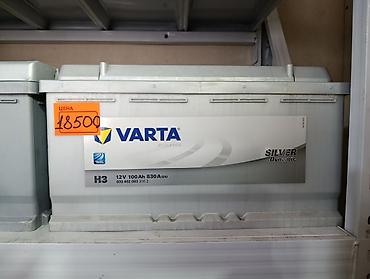 ЦЕНА
18500
VARTA
SILVER
Dynamic
H3
12V 100Ah 830A